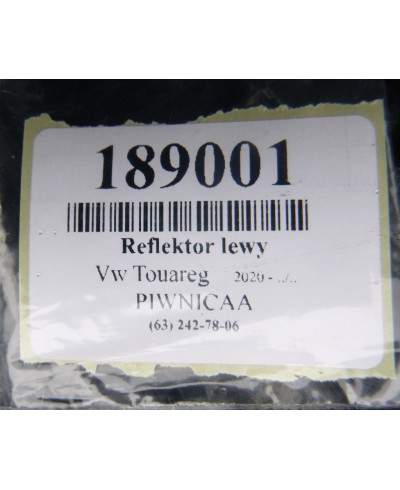 189001
Reflektor lewy
Vw Touareg 2020 - ../..
PIWNICAA
(63) 242-78-06